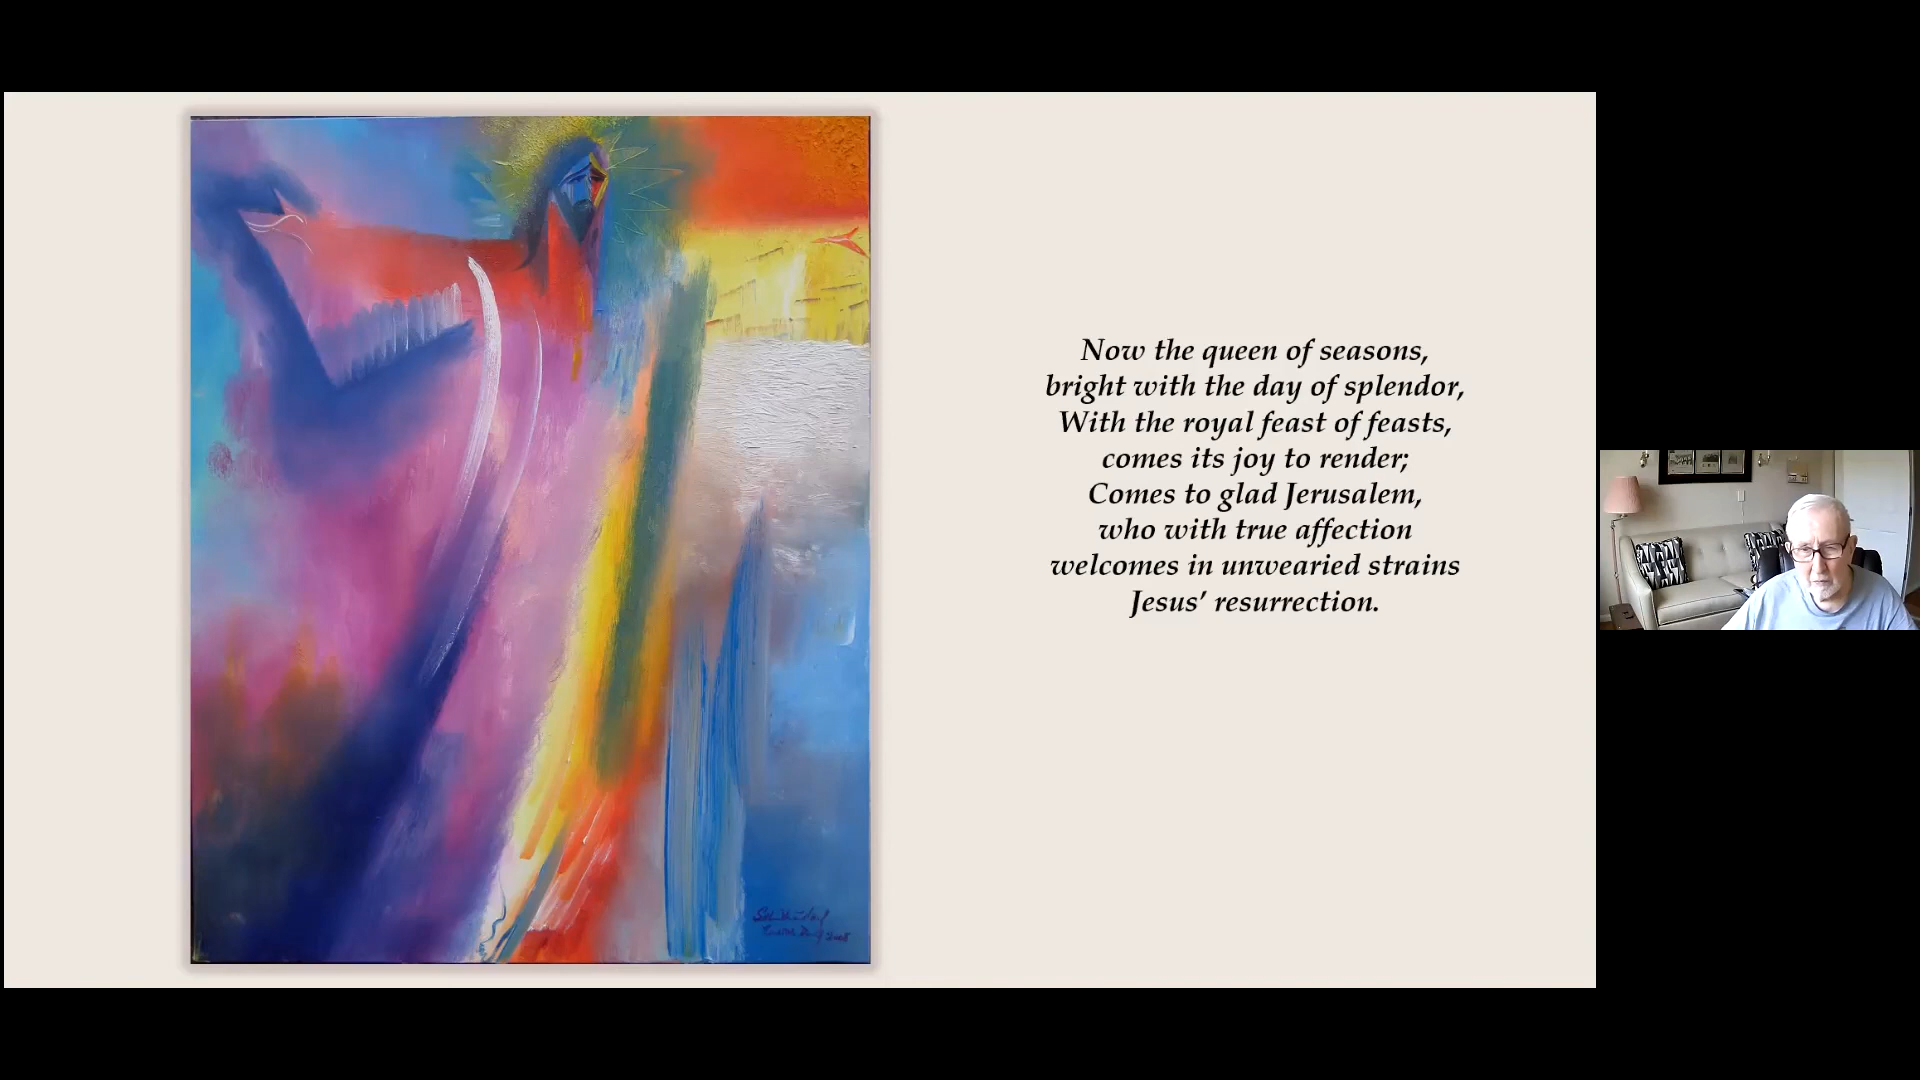 Now the queen of seasons,
bright with the day of splendor,
With the royal feast of feasts,
comes its joy to render;
Comes to glad Jerusalem,
who with true affection
welcomes in unwearied strains
Jesus’ resurrection.